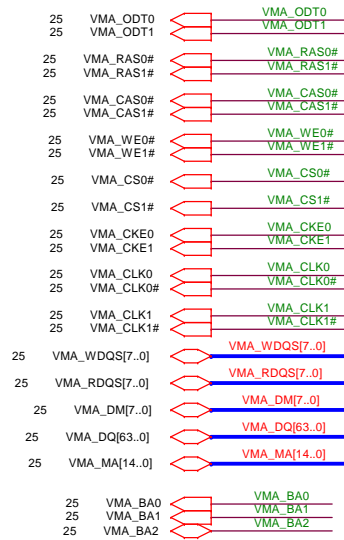 25 VMA_ODT0 VMA_ODT0
25 VMA_ODT1 VMA_ODT1
25 VMA_RAS0# VMA_RAS0#
25 VMA_RAS1# VMA_RAS1#
25 VMA_CAS0# VMA_CAS0#
25 VMA_CAS1# VMA_CAS1#
25 VMA_WE0# VMA_WE0#
25 VMA_WE1# VMA_WE1#
25 VMA_CS0# VMA_CS0#
25 VMA_CS1# VMA_CS1#
25 VMA_CKE0 VMA_CKE0
25 VMA_CKE1 VMA_CKE1
25 VMA_CLK0 VMA_CLK0
25 VMA_CLK0# VMA_CLK0#
25 VMA_CLK1 VMA_CLK1
25 VMA_CLK1# VMA_CLK1#
25 VMA_WDQS[7..0] VMA_WDQS[7..0]
25 VMA_RDQS[7..0] VMA_RDQS[7..0]
25 VMA_DM[7..0] VMA_DM[7..0]
25 VMA_DQ[63..0] VMA_DQ[63..0]
25 VMA_MA[14..0] VMA_MA[14..0]
25 VMA_BA0 VMA_BA0
25 VMA_BA1 VMA_BA1
25 VMA_BA2 VMA_BA2